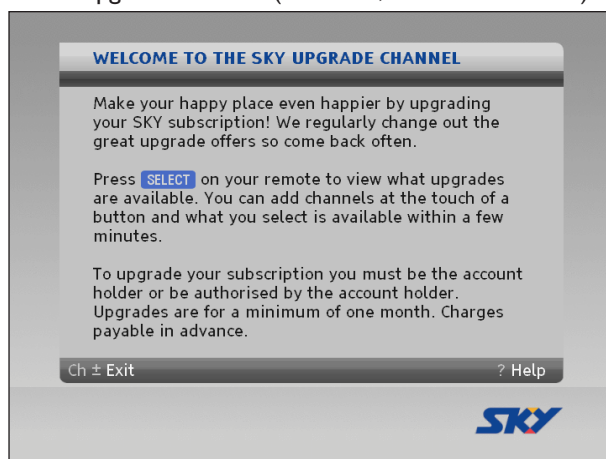 WELCOME TO THE SKY UPGRADE CHANNEL
Make your happy place even happier by upgrading
your SKY subscription! We regularly change out the
great upgrade offers so come back often.
Press SELECT on your remote to view what upgrades
are available. You can add channels at the touch of a
button and what you select is available within a few
minutes.
To upgrade your subscription you must be the account
holder or be authorised by the account holder.
Upgrades are for a minimum of one month. Charges
payable in advance.
Ch ± Exit ? Help
SKY